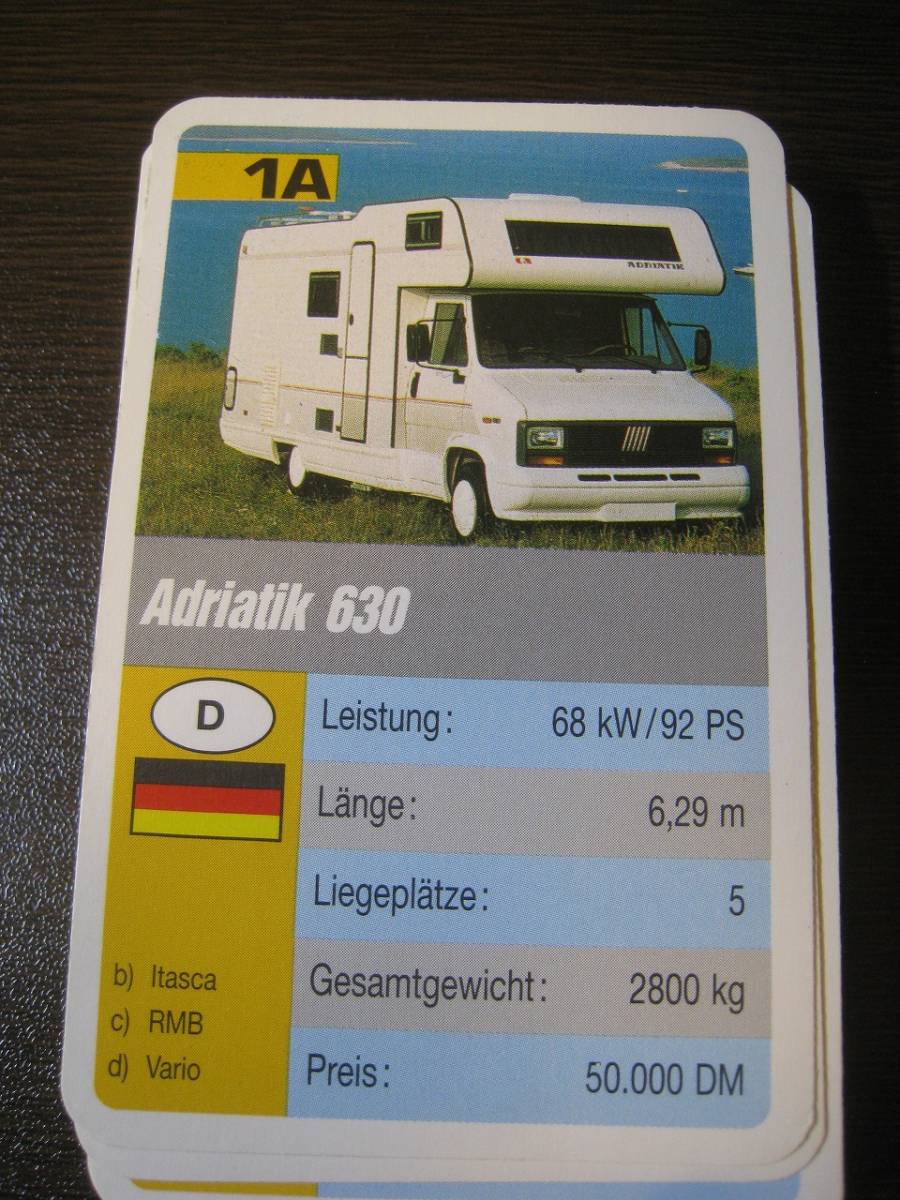 1A
ADRIATIK
Adriatik 630
D
Leistung: 68 kW/92 PS
Länge: 6,29 m
Liegeplätze: 5
Gesamtgewicht: 2800 kg
Preis: 50.000 DM
b) Itasca
c) RMB
d) Vario